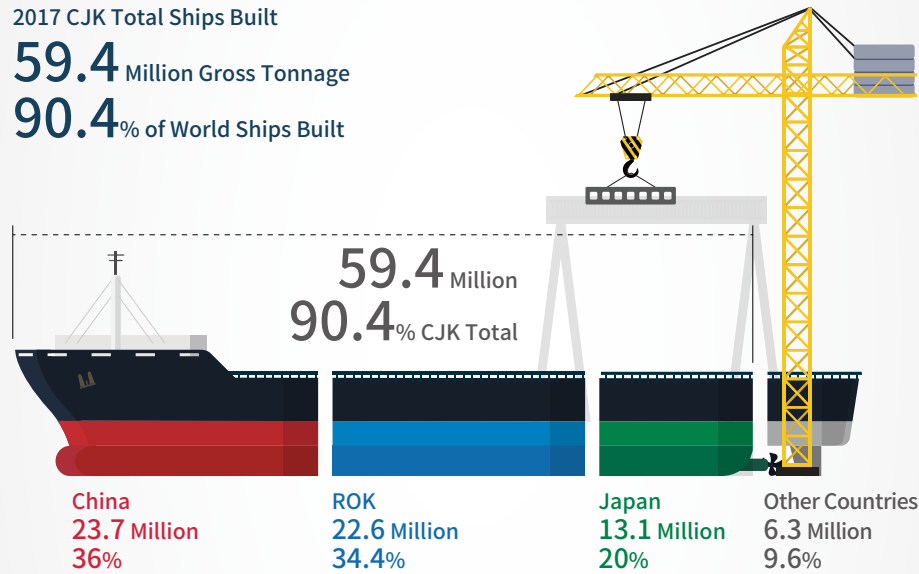 2017 CJK Total Ships Built
59.4 Million Gross Tonnage
90.4% of World Ships Built
59.4 Million
90.4% CJK Total
China
23.7 Million
36%
ROK
22.6 Million
34.4%
Japan
13.1 Million
20%
Other Countries
6.3 Million
9.6%